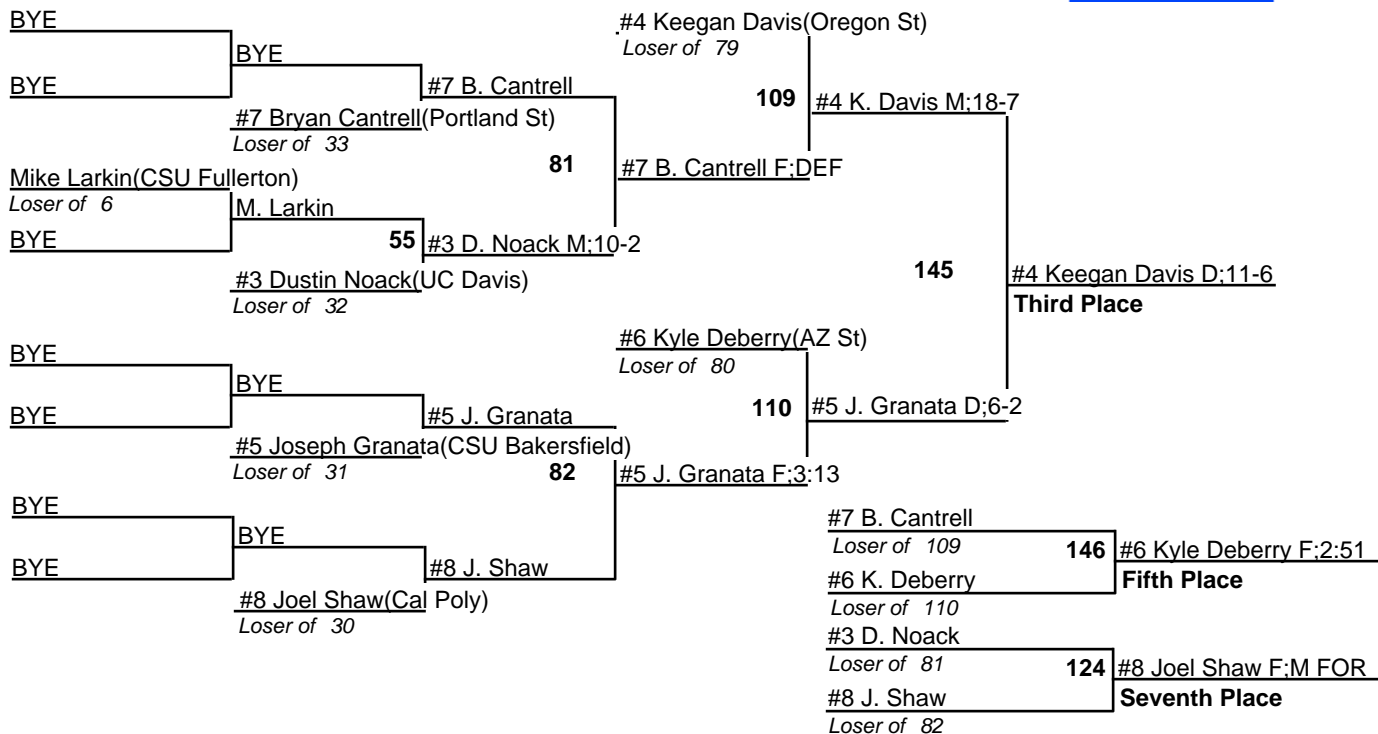 BYE
#4 Keegan Davis(Oregon St)
Loser of 79
BYE
BYE
#7 B. Cantrell
109
#4 K. Davis M;18-7
#7 Bryan Cantrell(Portland St)
Loser of 33
81
#7 B. Cantrell F;DEF
Mike Larkin(CSU Fullerton)
Loser of 6
M. Larkin
BYE
55
#3 D. Noack M;10-2
#3 Dustin Noack(UC Davis)
Loser of 32
145
#4 Keegan Davis D;11-6
Third Place
#6 Kyle Deberry(AZ St)
Loser of 80
BYE
BYE
BYE
#5 J. Granata
110
#5 J. Granata D;6-2
#5 Joseph Granata(CSU Bakersfield)
Loser of 31
82
#5 J. Granata F;3:13
BYE
BYE
BYE
#8 J. Shaw
#8 Joel Shaw(Cal Poly)
Loser of 30
#7 B. Cantrell
Loser of 109
146
#6 Kyle Deberry F;2:51
#6 K. Deberry
Fifth Place
Loser of 110
#3 D. Noack
Loser of 81
124
#8 Joel Shaw F;M FOR
#8 J. Shaw
Seventh Place
Loser of 82